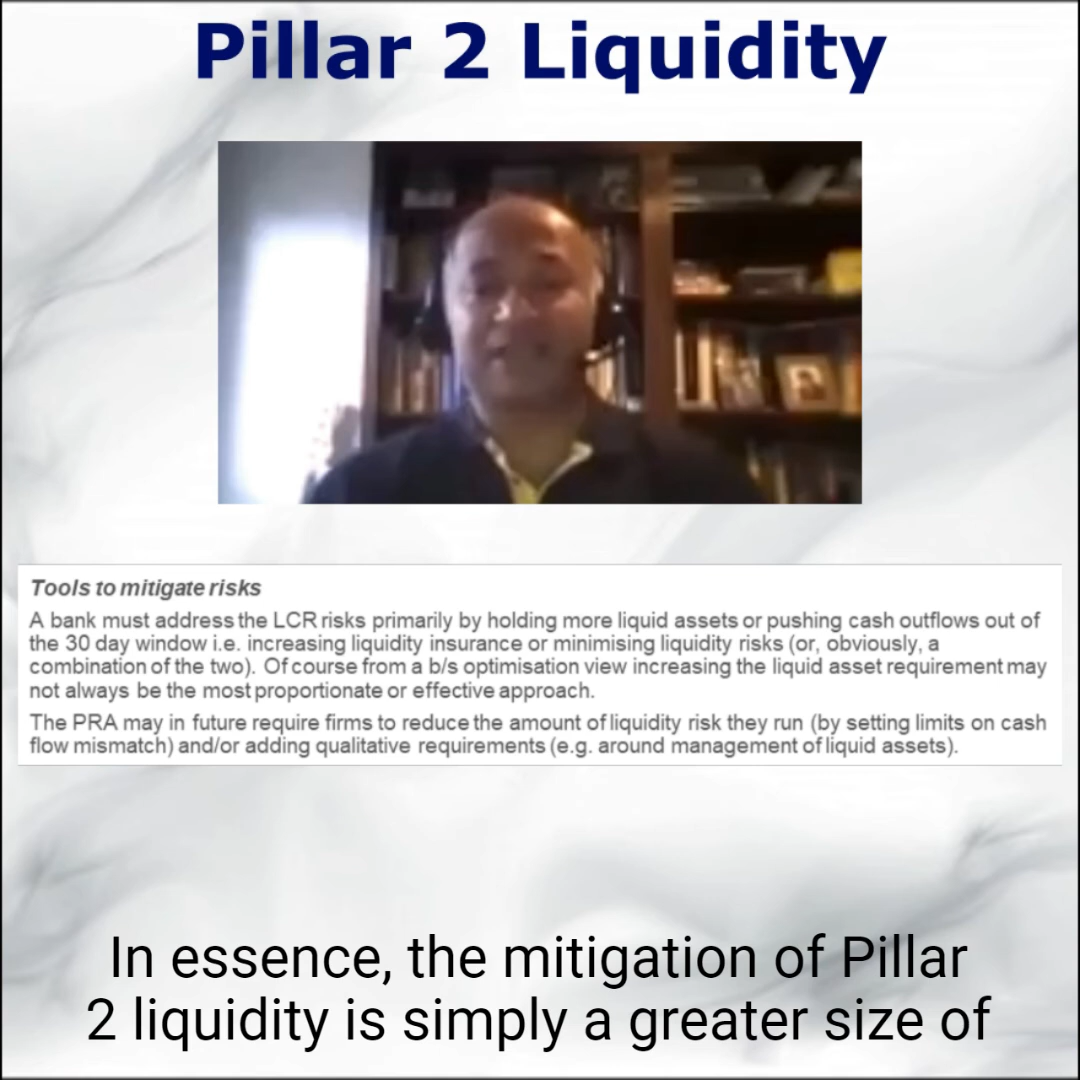 Pillar 2 Liquidity
Tools to mitigate risks
A bank must address the LCR risks primarily by holding more liquid assets or pushing cash outflows out of
the 30 day window i.e. increasing liquidity insurance or minimising liquidity risks (or, obviously, a
combination of the two). Of course from a b/s optimisation view increasing the liquid asset requirement may
not always be the most proportionate or effective approach.
The PRA may in future require firms to reduce the amount of liquidity risk they run (by setting limits on cash
flow mismatch) and/or adding qualitative requirements (e.g. around management of liquid assets).
In essence, the mitigation of Pillar
2 liquidity is simply a greater size of